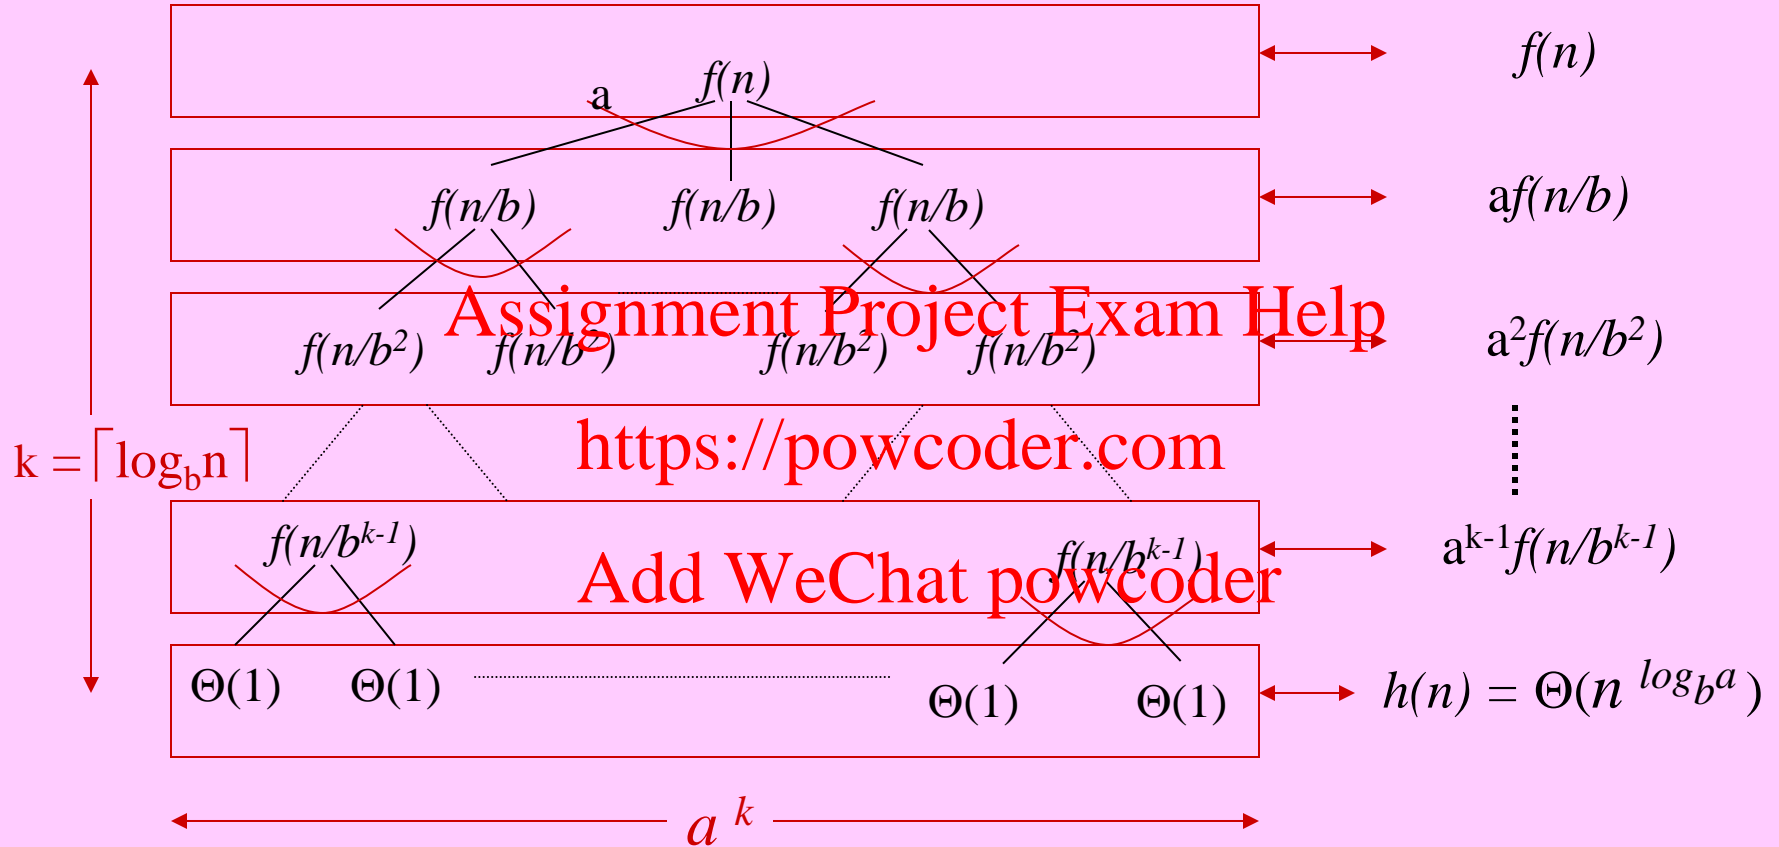 f(n)
f(n)
a
f(n/b) f(n/b) f(n/b)
af(n/b)
Assignment Project Exam Help
f(n/b²) f(n/b²) f(n/b²) f(n/b²)
a²f(n/b²)
https://powcoder.com
k = ⌈log_b n⌉
f(n/b^{k-1}) f(n/b^{k-1})
a^{k-1}f(n/b^{k-1})
Add WeChat powcoder
Θ(1) Θ(1) Θ(1) Θ(1)
h(n) = Θ(n^{log_b a})
a^k